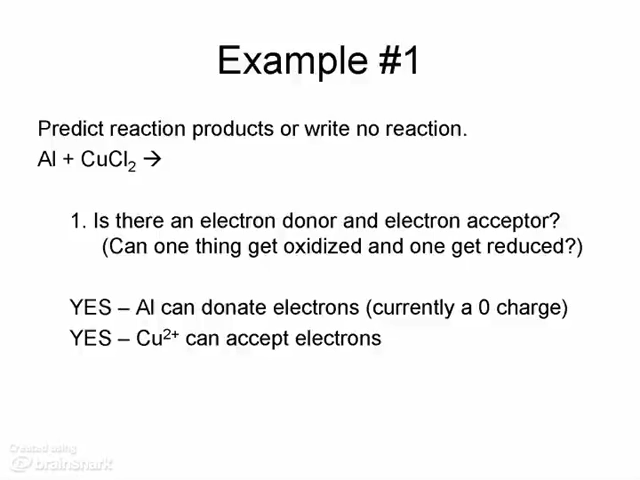 Example #1
Predict reaction products or write no reaction.
Al + CuCl₂ →
1. Is there an electron donor and electron acceptor?
(Can one thing get oxidized and one get reduced?)
YES – Al can donate electrons (currently a 0 charge)
YES – Cu²⁺ can accept electrons
Created using
brainshark